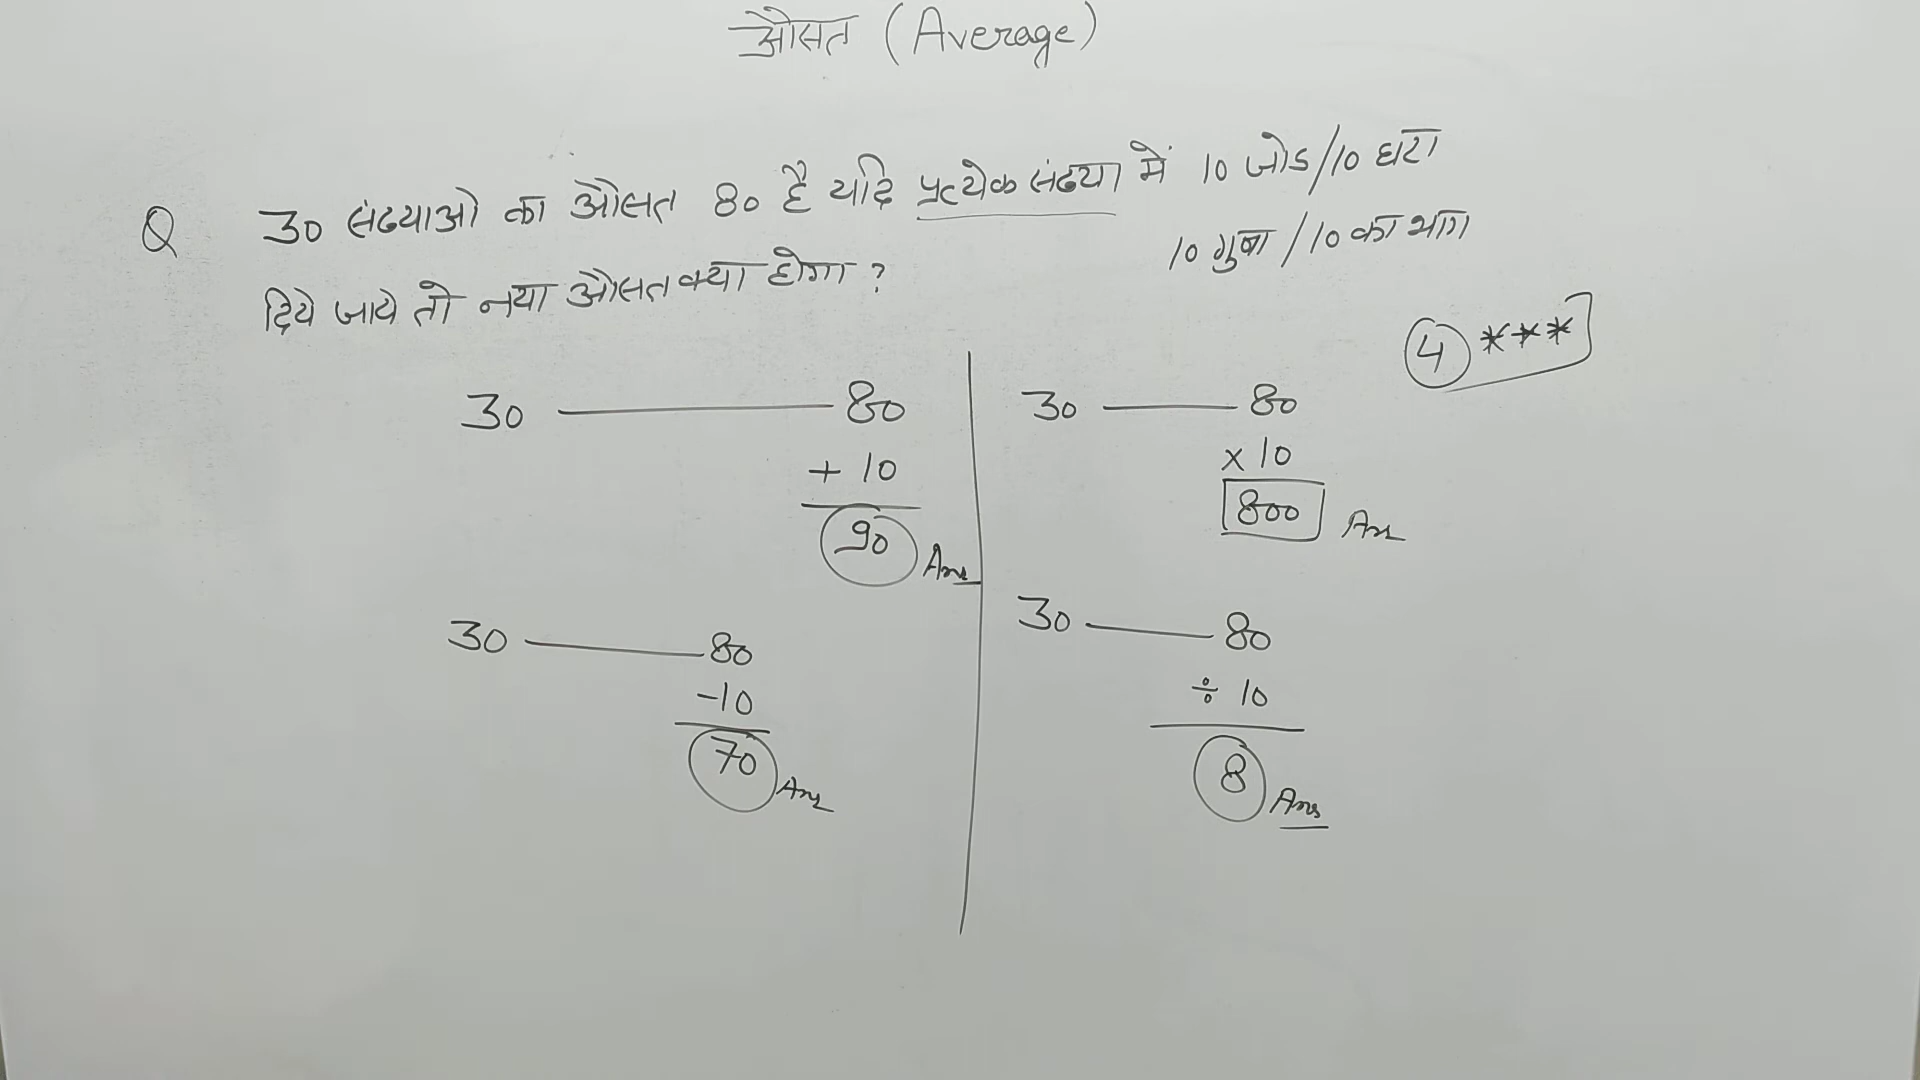 औसत (Average)
Q 30 संख्याओ का औसत 80 है यदि प्रत्येक संख्या में 10 जोड/10 घटा
10 गुणा/10 का भाग
दिये जाये तो नया औसत क्या होगा ?
4 ***
30 — 80
+ 10
90 Ans
30 — 80
-10
70 Ans
30 — 80
x 10
800 Ans
30 — 80
÷ 10
8 Ans